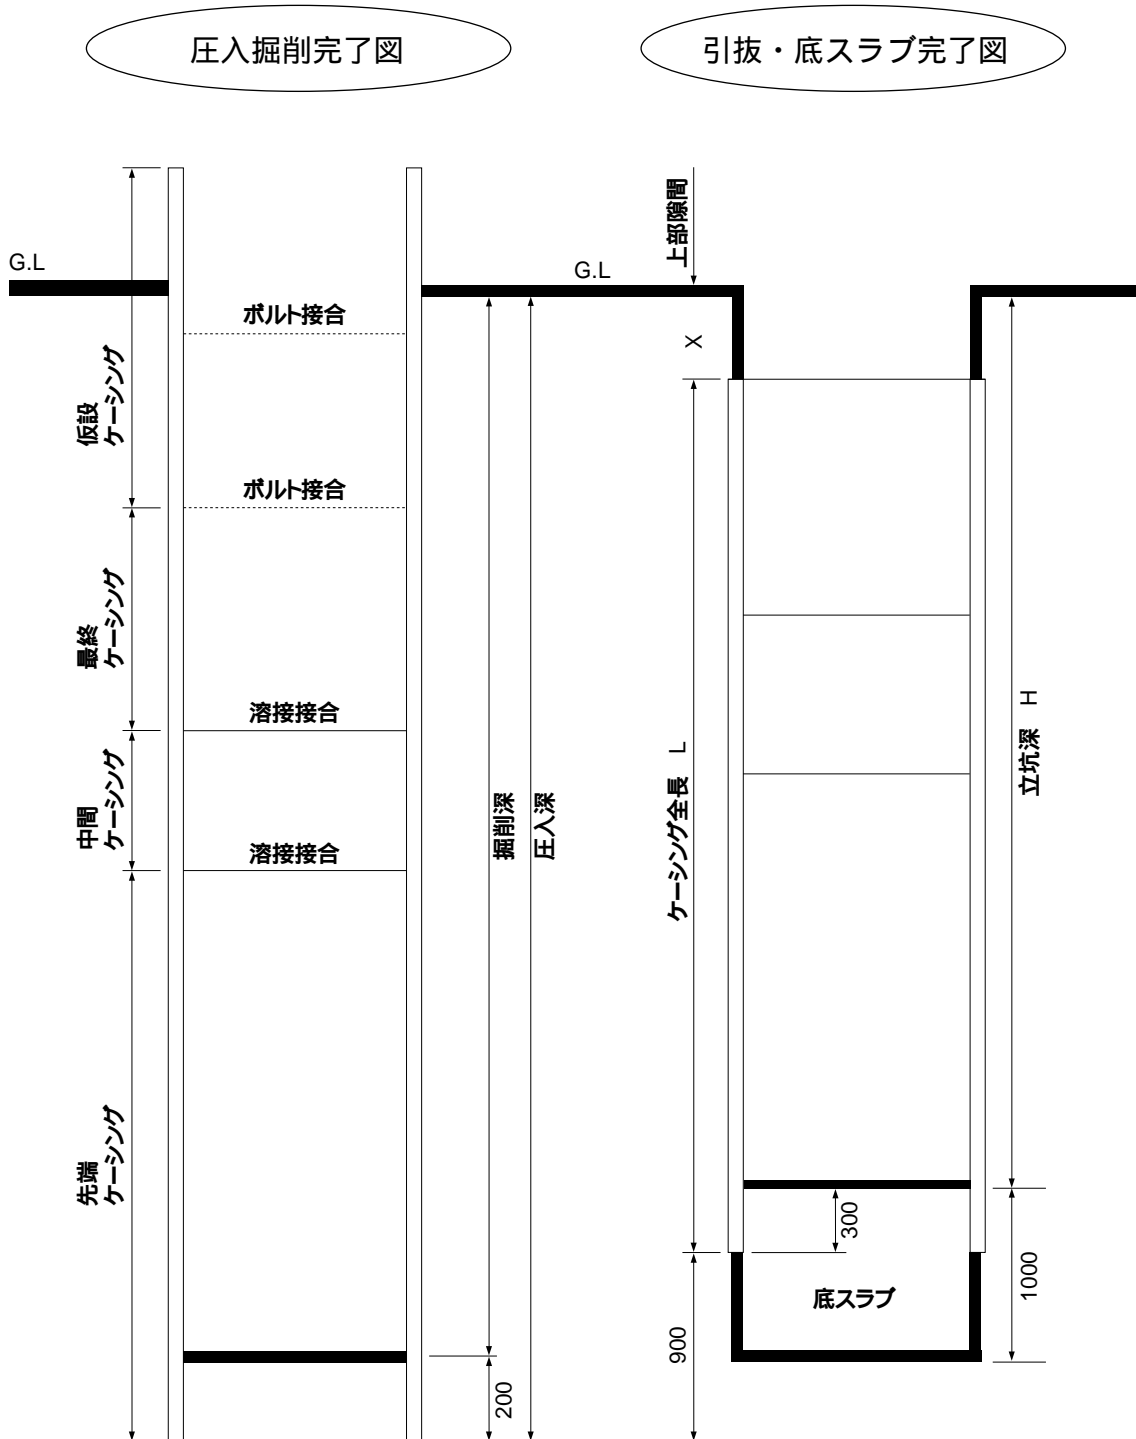 圧入掘削完了図
引抜・底スラブ完了図
G.L
ボルト接合
仮設
ケーシング
ボルト接合
最終
ケーシング
溶接接合
中間
ケーシング
溶接接合
先端
ケーシング
掘削深
圧入深
200
上部隙間
G.L
X
ケーシング全長 L
立坑深 H
300
底スラブ
900
1000